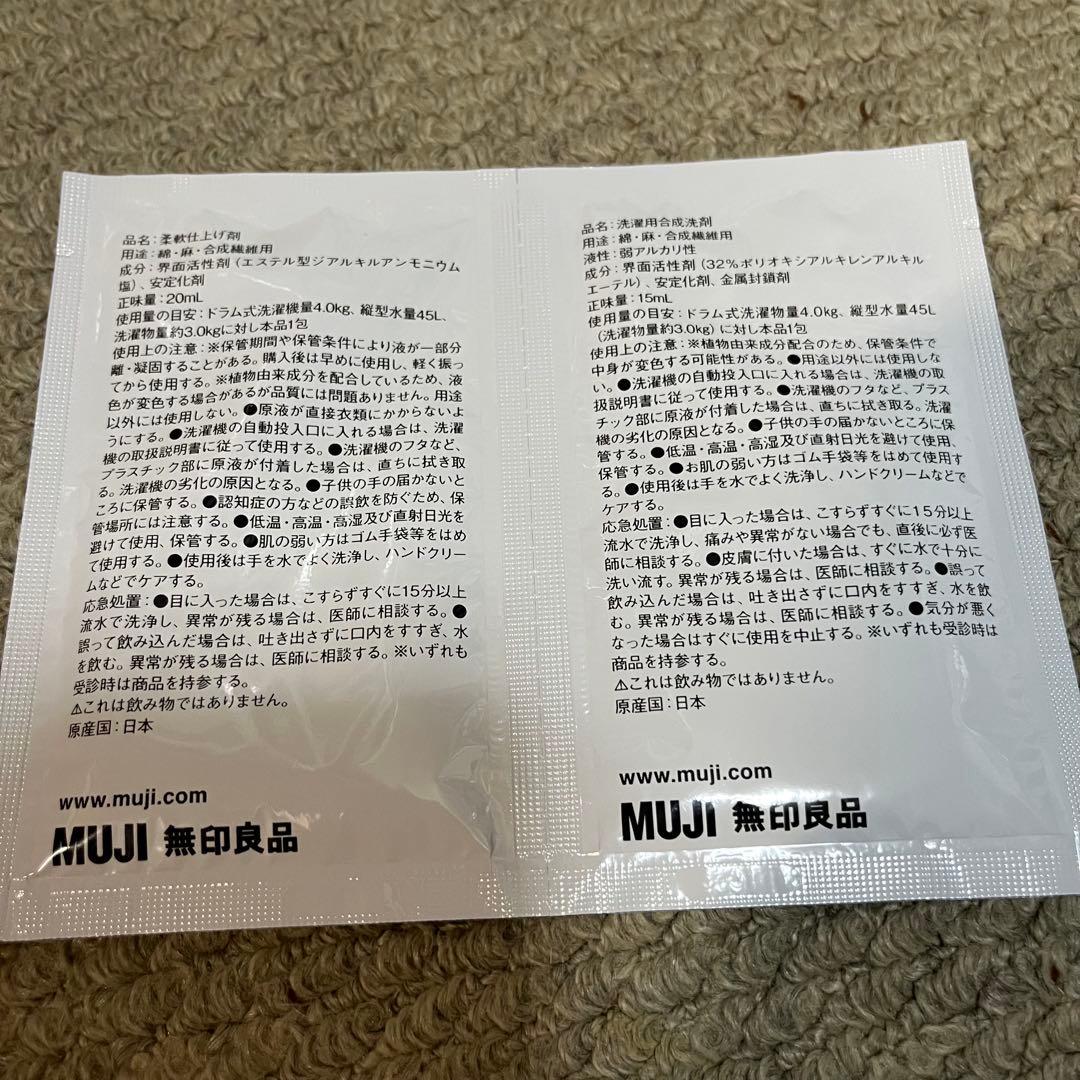 品名：柔軟仕上げ剤
用途：綿・麻・合成繊維用
成分：界面活性剤（エステル型ジアルキルアンモニウム
塩）、安定化剤
正味量：20mL
使用量の目安：ドラム式洗濯機量4.0kg、縦型水量45L、
洗濯物量約3.0kgに対し本品1包
使用上の注意：※保管期間や保管条件により液が一部分
離・凝固することがある。購入後は早めに使用し、軽く振っ
てから使用する。※植物由来成分を配合しているため、液
色が変色する場合があるが品質には問題ありません。用途
以外には使用しない。●原液が直接衣類にかからないよ
うにする。●洗濯機の自動投入口に入れる場合は、洗濯
機の取扱説明書に従って使用する。●洗濯機のフタなど、
プラスチック部に原液が付着した場合は、直ちに拭き取
る。洗濯機の劣化の原因となる。●子供の手の届かないと
ころに保管する。●認知症の方などの誤飲を防ぐため、保
管場所には注意する。●低温・高温・高湿及び直射日光を
避けて使用、保管する。●肌の弱い方はゴム手袋等をはめ
て使用する。●使用後は手を水でよく洗浄し、ハンドクリー
ムなどでケアする。
応急処置：●目に入った場合は、こすらずすぐに15分以上
流水で洗浄し、異常が残る場合は、医師に相談する。●
誤って飲み込んだ場合は、吐き出さずに口内をすすぎ、水
を飲む。異常が残る場合は、医師に相談する。※いずれも
受診時は商品を持参する。
⚠これは飲み物ではありません。
原産国：日本
www.muji.com
MUJI 無印良品
品名：洗濯用合成洗剤
用途：綿・麻・合成繊維用
液性：弱アルカリ性
成分：界面活性剤（32%ポリオキシアルキレンアルキル
エーテル）、安定化剤、金属封鎖剤
正味量：15mL
使用量の目安：ドラム式洗濯物量4.0kg、縦型水量45L
（洗濯物量約3.0kg）に対し本品1包
使用上の注意：※植物由来成分配合のため、保管条件で
中身が変色する可能性がある。●用途以外には使用しな
い。●洗濯機の自動投入口に入れる場合は、洗濯機の取
扱説明書に従って使用する。●洗濯機のフタなど、プラス
チック部に原液が付着した場合は、直ちに拭き取る。洗濯
機の劣化の原因となる。●子供の手の届かないところに保
管する。●低温・高温・高湿及び直射日光を避けて使用、
保管する。●お肌の弱い方はゴム手袋等をはめて使用す
る。●使用後は手を水でよく洗浄し、ハンドクリームなどで
ケアする。
応急処置：●目に入った場合は、こすらずすぐに15分以上
流水で洗浄し、痛みや異常がない場合でも、直後に必ず医
師に相談する。●皮膚に付いた場合は、すぐに水で十分に
洗い流す。異常が残る場合は、医師に相談する。●誤って
飲み込んだ場合は、吐き出さずに口内をすすぎ、水を飲
む。異常が残る場合は、医師に相談する。●気分が悪く
なった場合はすぐに使用を中止する。※いずれも受診時は
商品を持参する。
⚠これは飲み物ではありません。
原産国：日本
www.muji.com
MUJI 無印良品